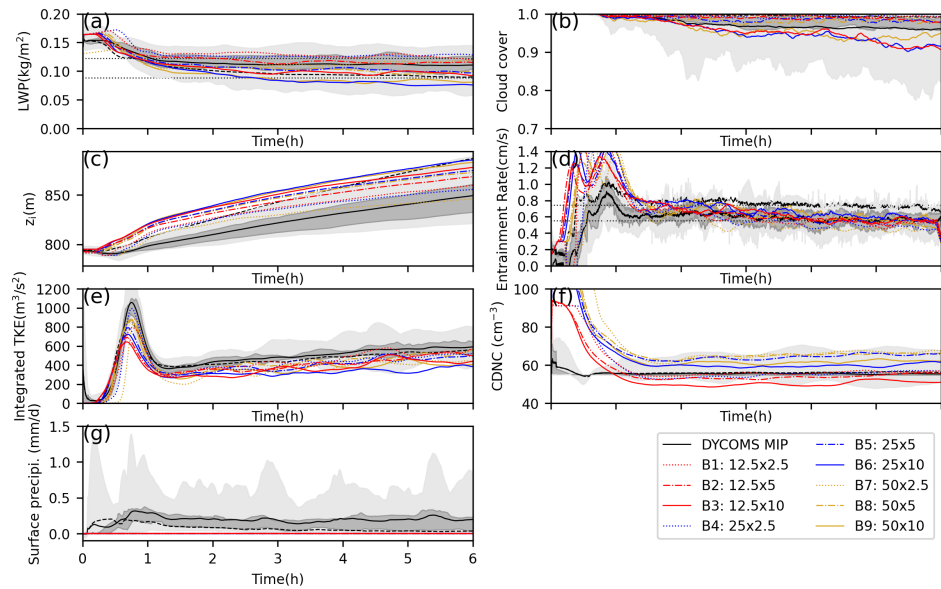 (a)
LWP(kg/m²)
0.20
0.15
0.10
0.05
0.00
Time(h)
(b)
Cloud cover
1.0
0.9
0.8
0.7
Time(h)
(c)
zᵢ(m)
850
800
Time(h)
(d)
Entrainment Rate(cm/s)
1.4
1.2
1.0
0.8
0.6
0.4
0.2
0.0
Time(h)
(e)
Integrated TKE(m³/s²)
1200
1000
800
600
400
200
0
Time(h)
(f)
CDNC (cm⁻³)
100
80
60
40
Time(h)
(g)
Surface precipi. (mm/d)
1.5
1.0
0.5
0.0
0 1 2 3 4 5 6
Time(h)
DYCOMS MIP
B1: 12.5x2.5
B2: 12.5x5
B3: 12.5x10
B4: 25x2.5
B5: 25x5
B6: 25x10
B7: 50x2.5
B8: 50x5
B9: 50x10